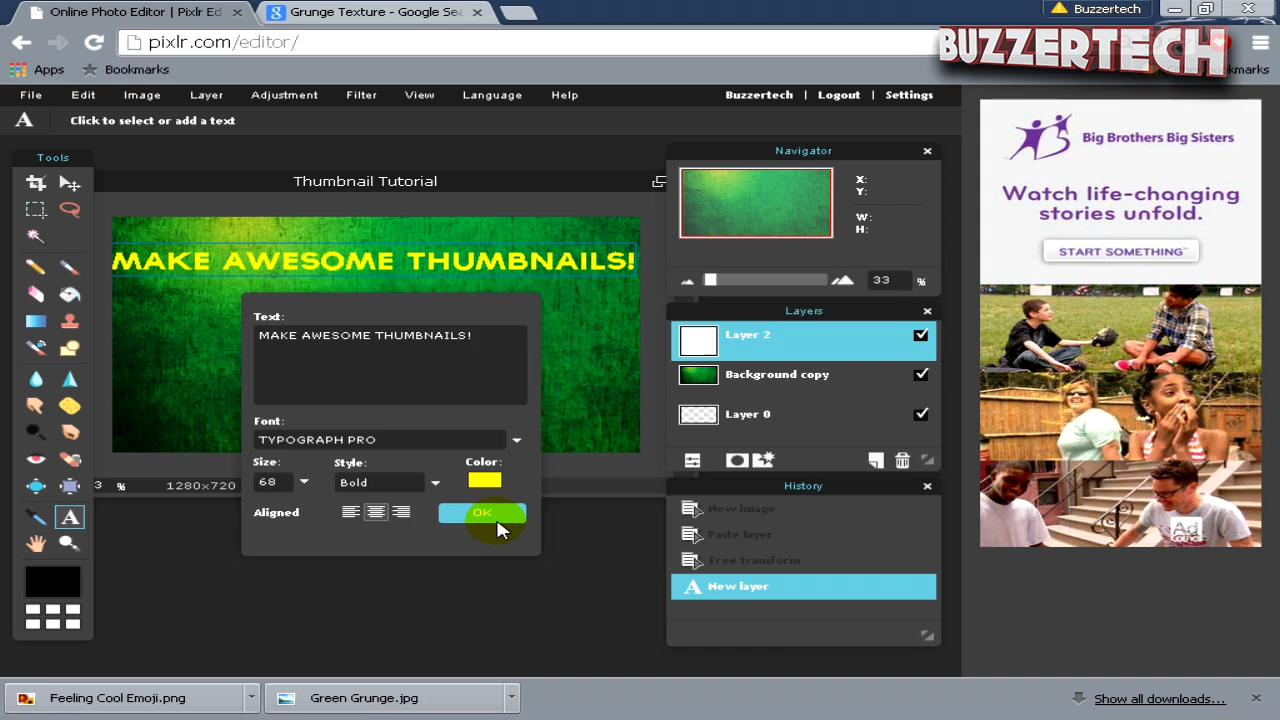 Online Photo Editor | Pixlr Ed
Grunge Texture - Google Sea
Buzzertech
pixlr.com/editor/
BUZZERTECH
Apps
Bookmarks
File
Edit
Image
Layer
Adjustment
Filter
View
Language
Help
Buzzertech | Logout | Settings
A
Click to select or add a text
Tools
Thumbnail Tutorial
MAKE AWESOME THUMBNAILS!
Text:
MAKE AWESOME THUMBNAILS!
Font:
TYPOGRAPH PRO
Size:
Style:
Color:
68
Bold
Aligned
OK
3 %
1280x720
Navigator
X:
Y:
W:
H:
33 %
Layers
Layer 2
Background copy
Layer 0
History
New image
Paste layer
Free transform
A New layer
Big Brothers Big Sisters
Watch life-changing
stories unfold.
START SOMETHING™
Ad
Feeling Cool Emoji.png
Green Grunge.jpg
Show all downloads...